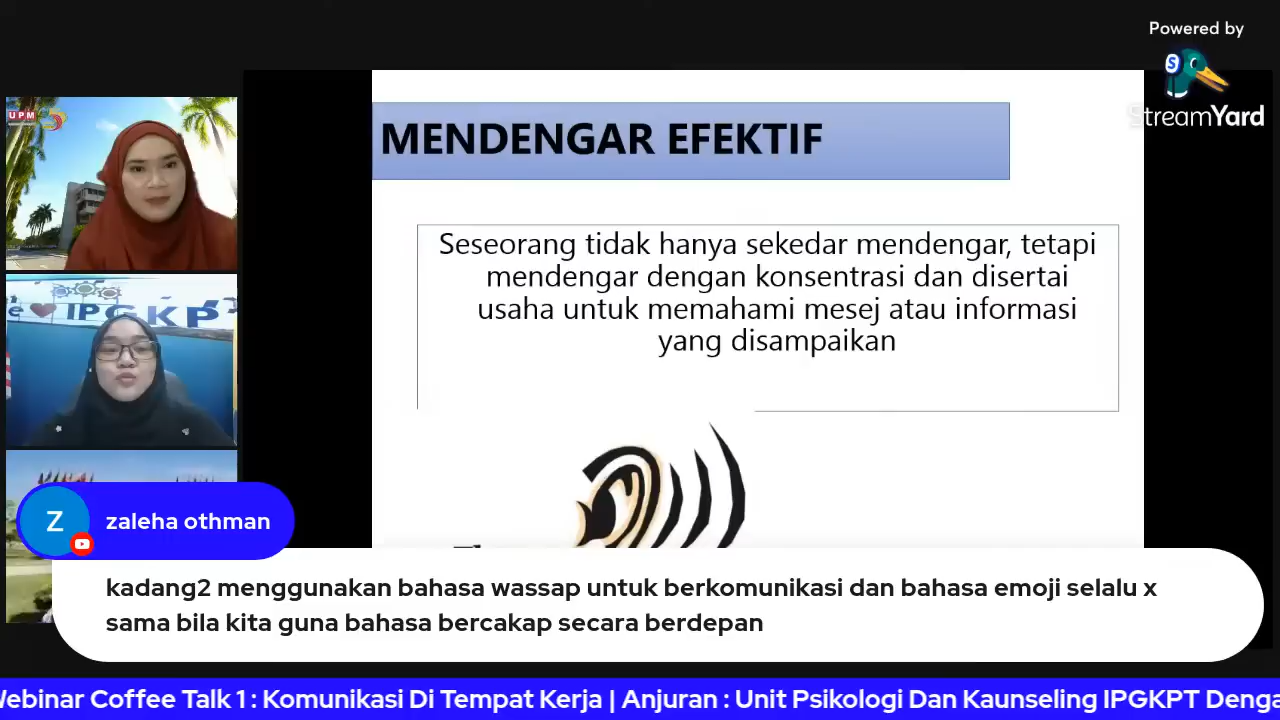 Powered by
StreamYard
UPM
MENDENGAR EFEKTIF
Seseorang tidak hanya sekedar mendengar, tetapi
mendengar dengan konsentrasi dan disertai
usaha untuk memahami mesej atau informasi
yang disampaikan
e ❤ IPGKP
Z
zaleha othman
kadang2 menggunakan bahasa wassap untuk berkomunikasi dan bahasa emoji selalu x
sama bila kita guna bahasa bercakap secara berdepan
Webinar Coffee Talk 1 : Komunikasi Di Tempat Kerja | Anjuran : Unit Psikologi Dan Kaunseling IPGKPT Denga